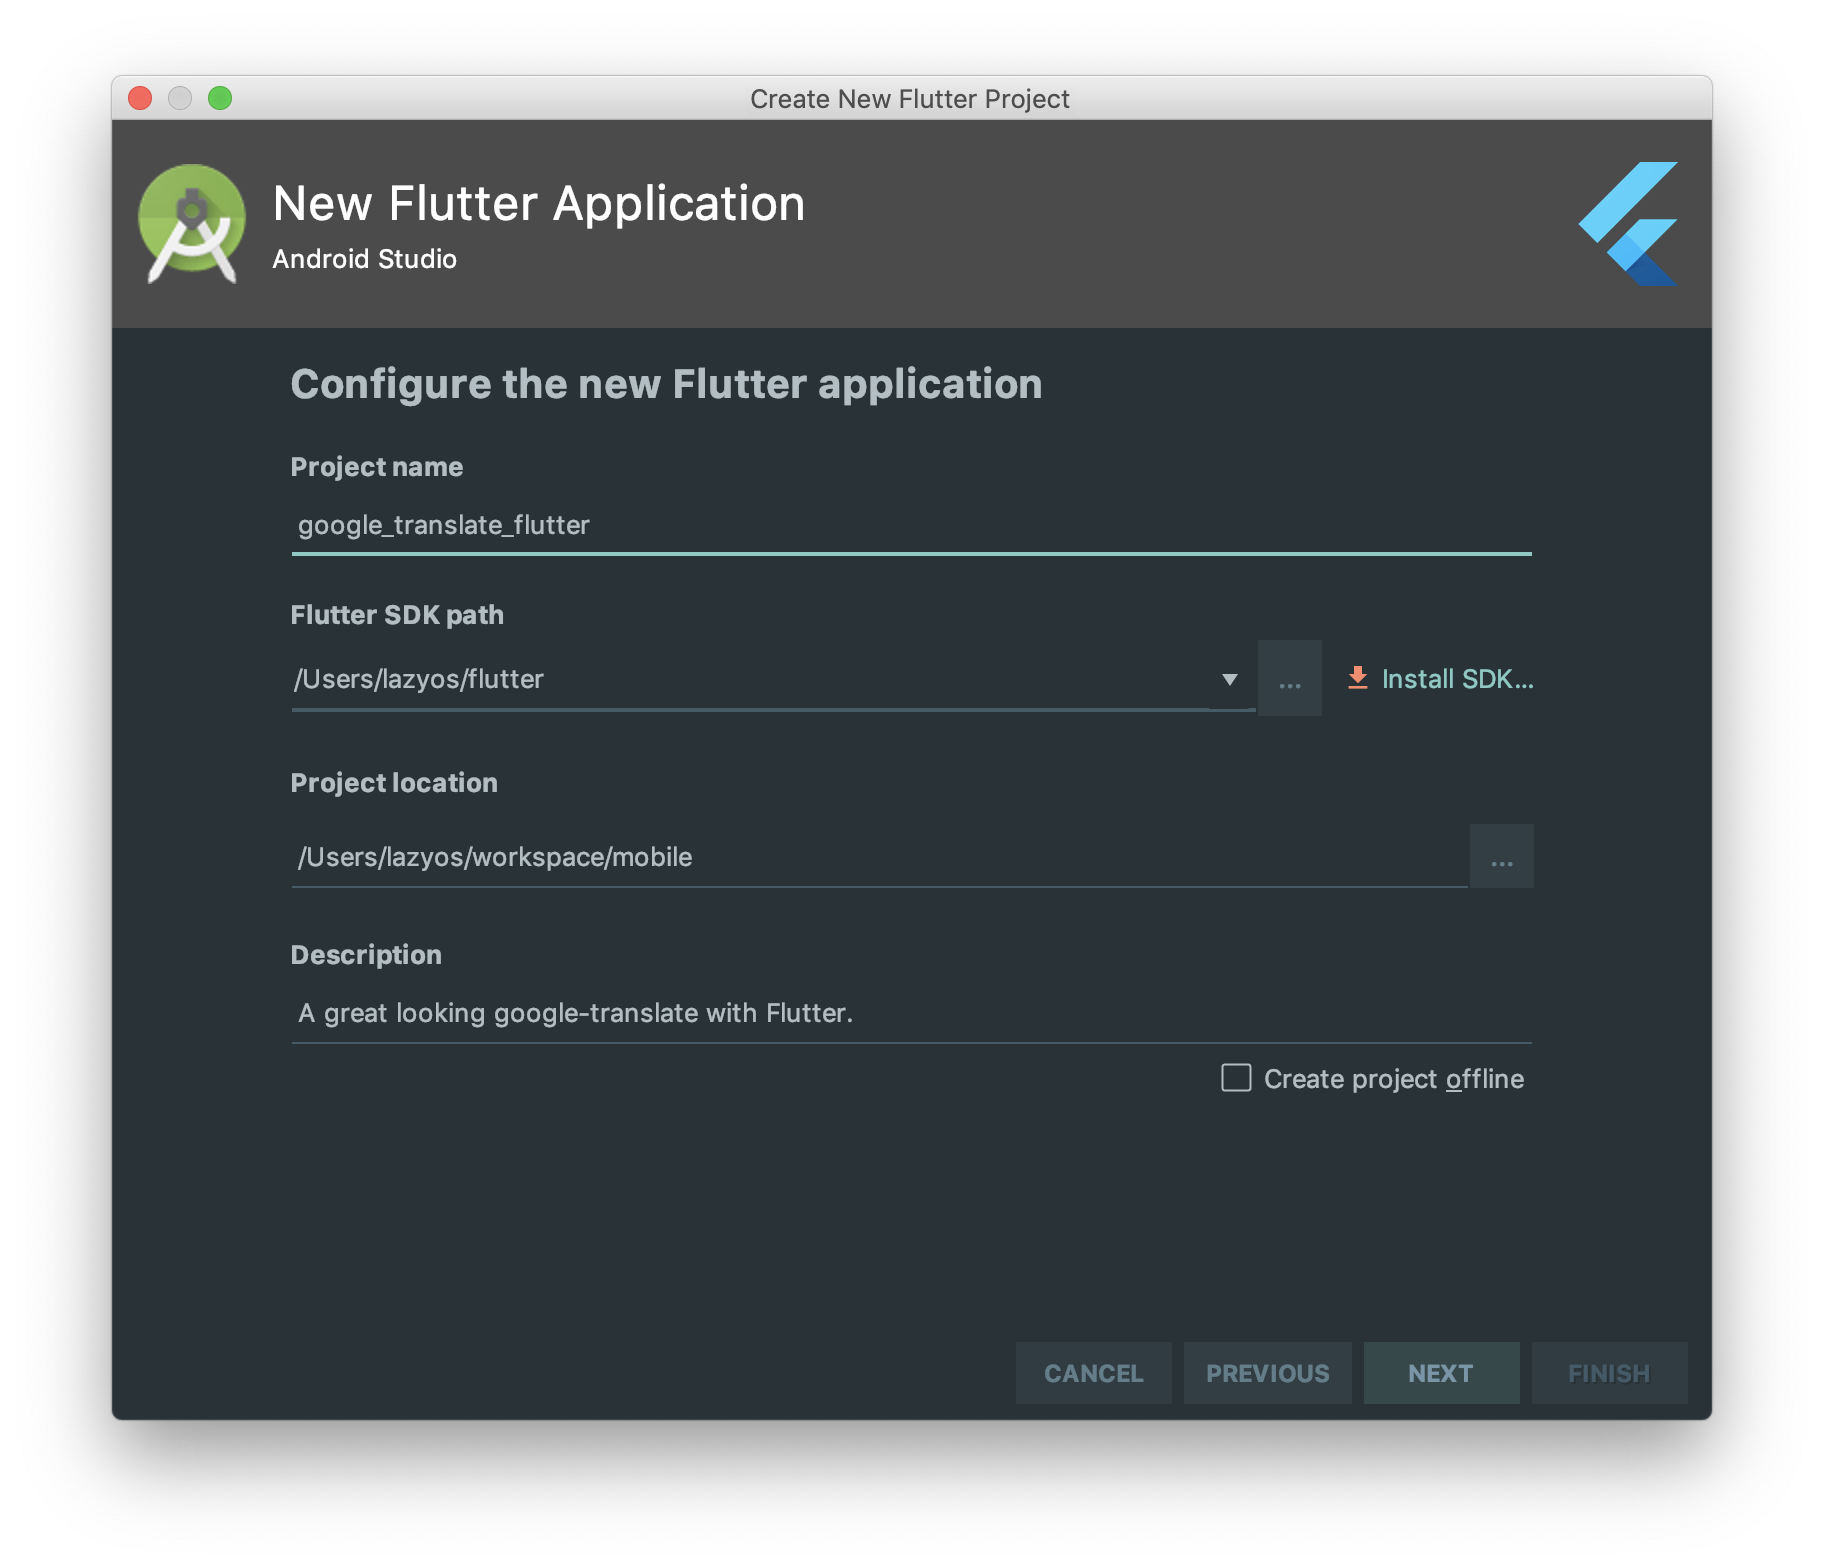 Create New Flutter Project
New Flutter Application
Android Studio
Configure the new Flutter application
Project name
google_translate_flutter
Flutter SDK path
/Users/lazyos/flutter
...
Install SDK...
Project location
/Users/lazyos/workspace/mobile
...
Description
A great looking google-translate with Flutter.
Create project offline
CANCEL PREVIOUS NEXT FINISH